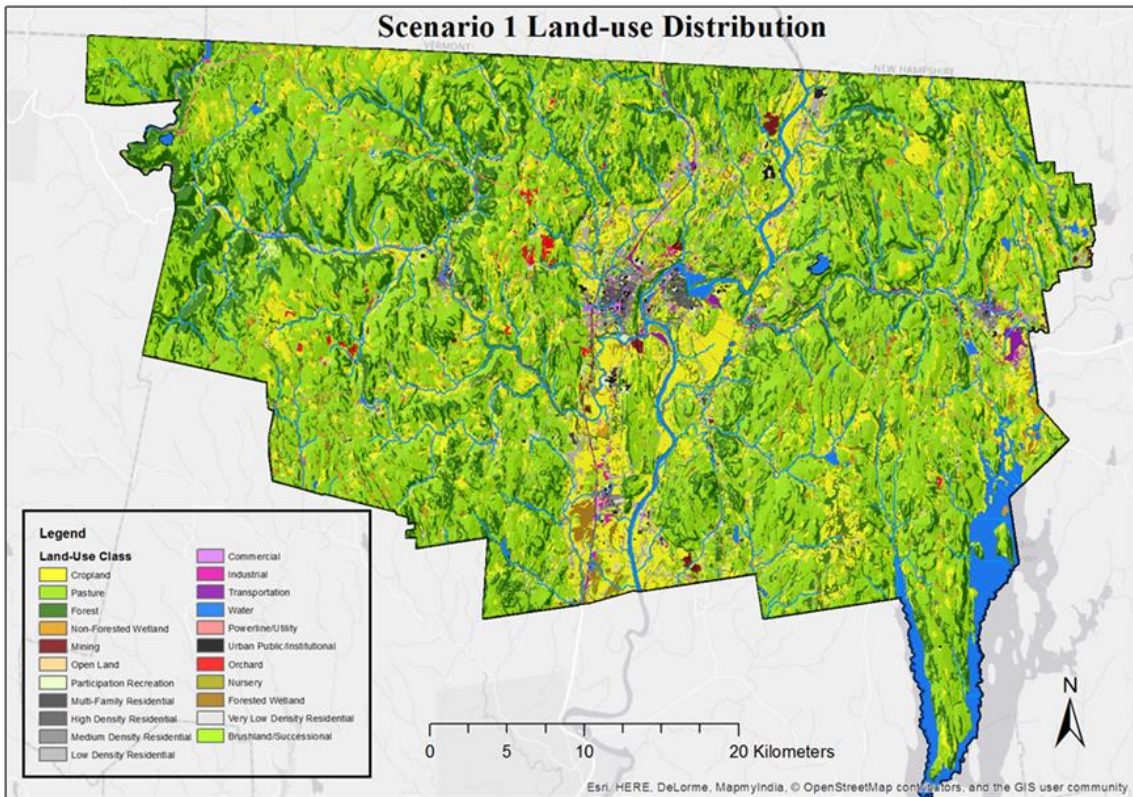 Scenario 1 Land-use Distribution
VERMONT
NEW HAMPSHIRE
Legend
Land-Use Class
Cropland
Pasture
Forest
Non-Forested Wetland
Mining
Open Land
Participation Recreation
Multi-Family Residential
High Density Residential
Medium Density Residential
Low Density Residential
Commercial
Industrial
Transportation
Water
Powerline/Utility
Urban Public/Institutional
Orchard
Nursery
Forested Wetland
Very Low Density Residential
Brushland/Successional
0 5 10 20 Kilometers
N
Esri, HERE, DeLorme, MapmyIndia, © OpenStreetMap contributors, and the GIS user community